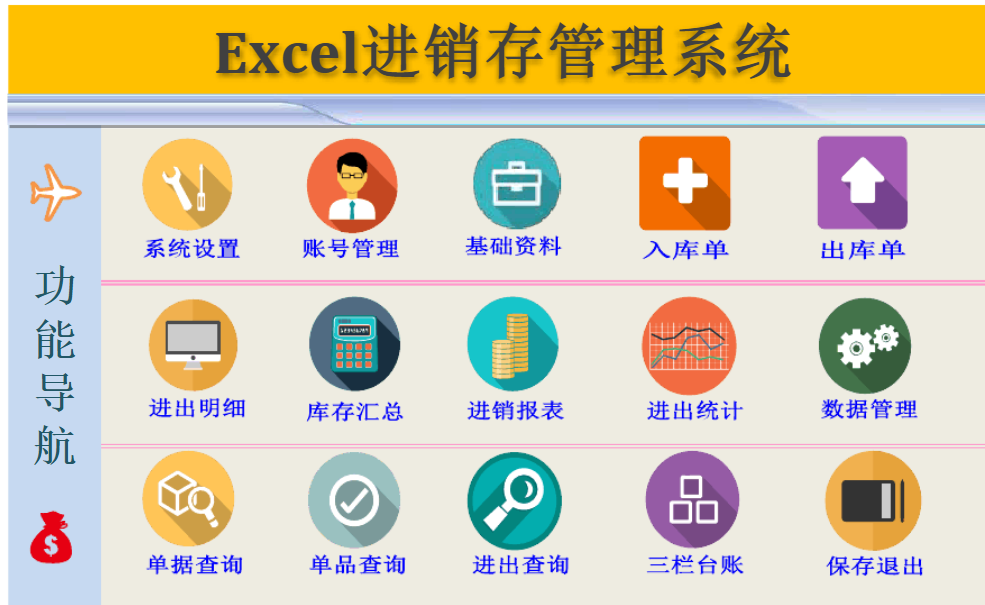 Excel进销存管理系统
功能导航
系统设置
账号管理
基础资料
入库单
出库单
进出明细
库存汇总
进销报表
进出统计
数据管理
单据查询
单品查询
进出查询
三栏台账
保存退出